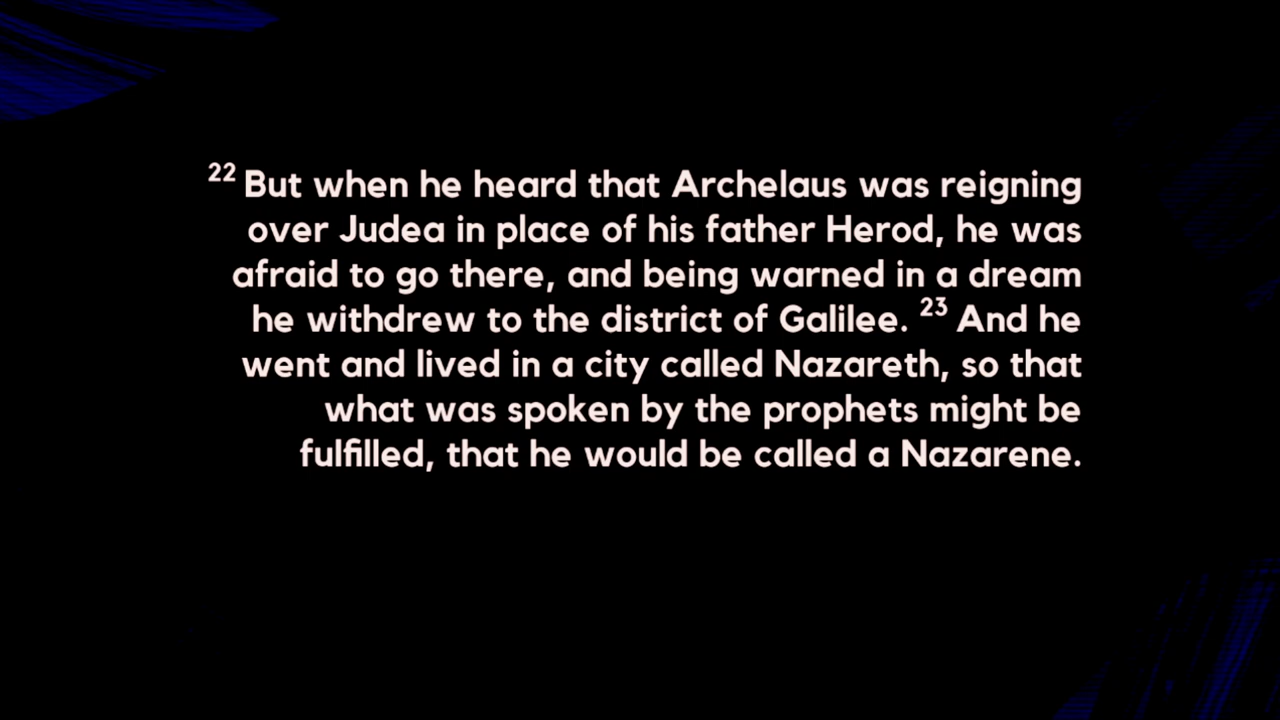 22 But when he heard that Archelaus was reigning
over Judea in place of his father Herod, he was
afraid to go there, and being warned in a dream
he withdrew to the district of Galilee. 23 And he
went and lived in a city called Nazareth, so that
what was spoken by the prophets might be
fulfilled, that he would be called a Nazarene.